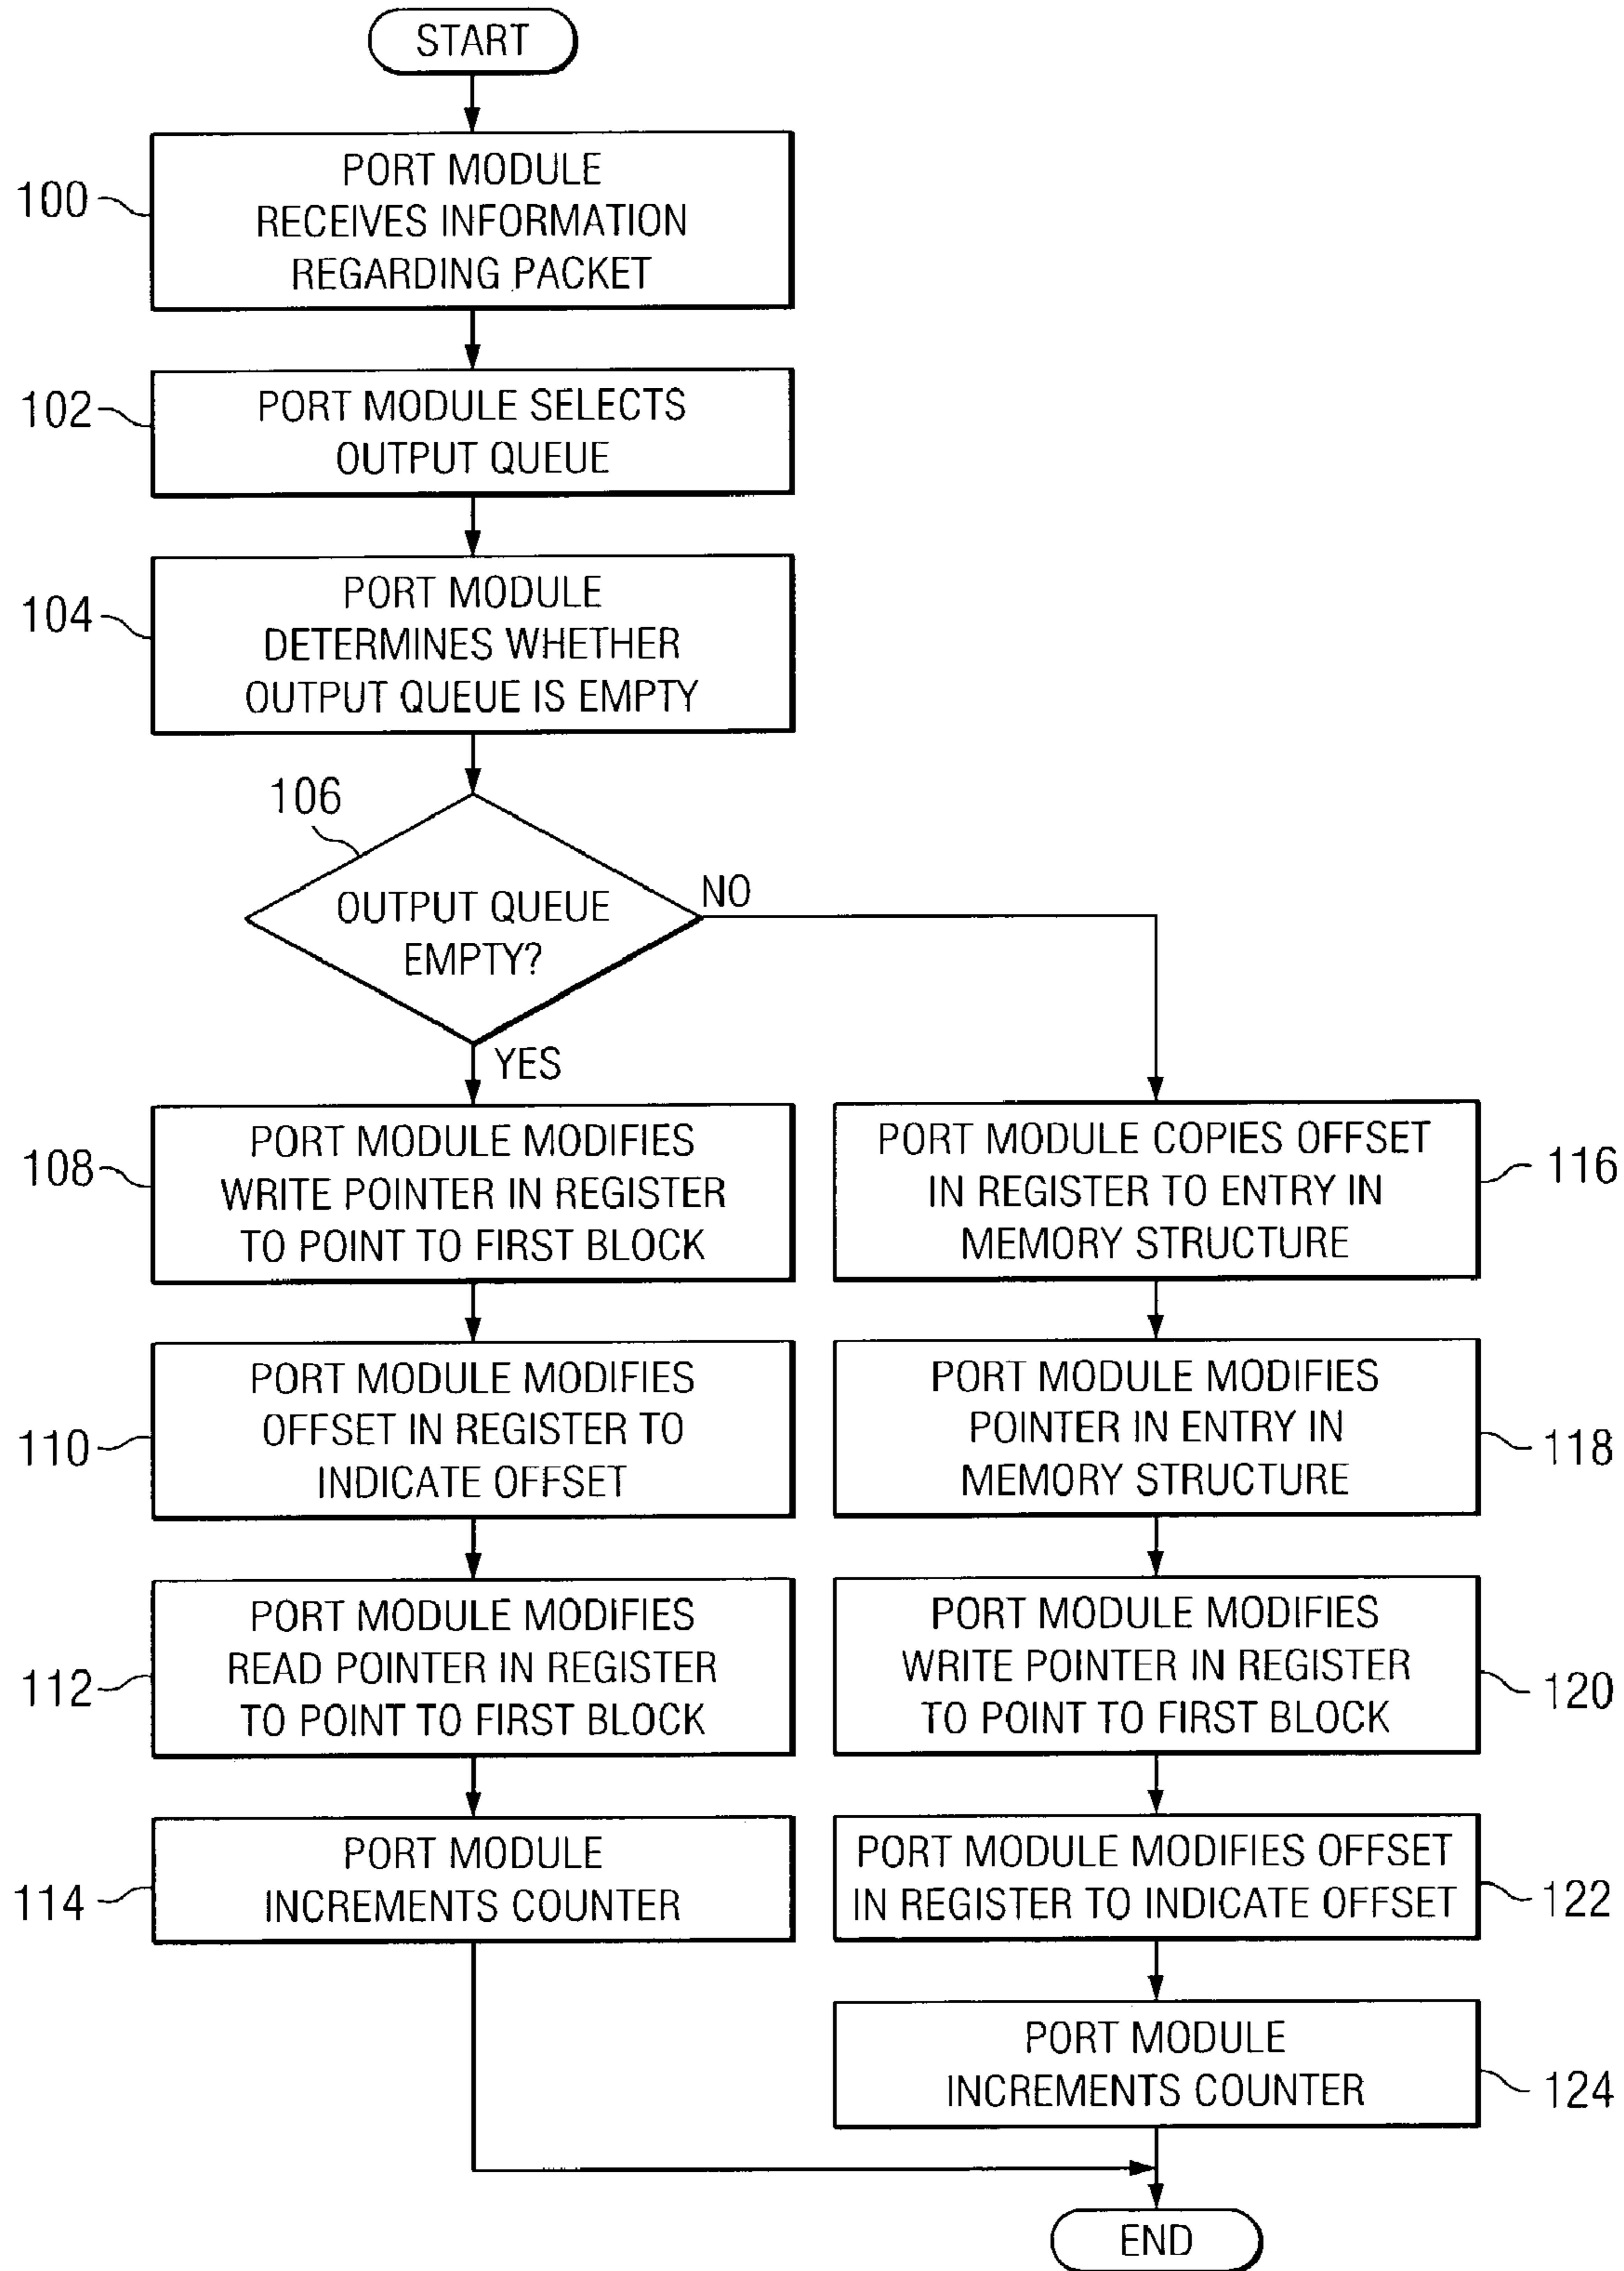 START
100
PORT MODULE
RECEIVES INFORMATION
REGARDING PACKET
102
PORT MODULE SELECTS
OUTPUT QUEUE
104
PORT MODULE
DETERMINES WHETHER
OUTPUT QUEUE IS EMPTY
106
OUTPUT QUEUE
EMPTY?
NO
YES
108
PORT MODULE MODIFIES
WRITE POINTER IN REGISTER
TO POINT TO FIRST BLOCK
110
PORT MODULE MODIFIES
OFFSET IN REGISTER TO
INDICATE OFFSET
112
PORT MODULE MODIFIES
READ POINTER IN REGISTER
TO POINT TO FIRST BLOCK
114
PORT MODULE
INCREMENTS COUNTER
PORT MODULE COPIES OFFSET
IN REGISTER TO ENTRY IN
MEMORY STRUCTURE
116
PORT MODULE MODIFIES
POINTER IN ENTRY IN
MEMORY STRUCTURE
118
PORT MODULE MODIFIES
WRITE POINTER IN REGISTER
TO POINT TO FIRST BLOCK
120
PORT MODULE MODIFIES OFFSET
IN REGISTER TO INDICATE OFFSET
122
PORT MODULE
INCREMENTS COUNTER
124
END